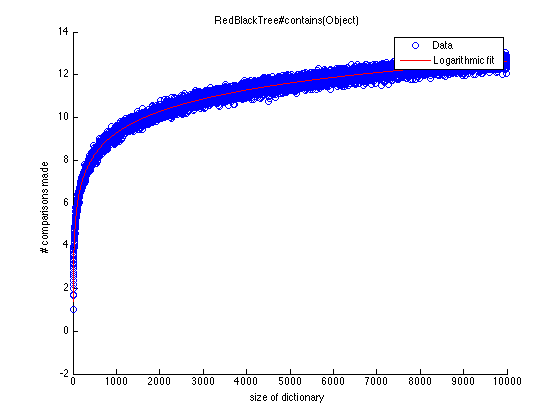 RedBlackTree#contains(Object)
14
12
10
8
6
4
2
0
-2
# comparisons made
Data
Logarithmic fit
0 1000 2000 3000 4000 5000 6000 7000 8000 9000 10000
size of dictionary